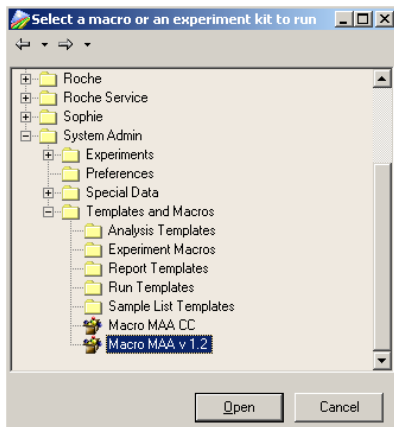 Select a macro or an experiment kit to run
Roche
Roche Service
Sophie
System Admin
Experiments
Preferences
Special Data
Templates and Macros
Analysis Templates
Experiment Macros
Report Templates
Run Templates
Sample List Templates
Macro MAA CC
Macro MAA v 1.2
Open Cancel